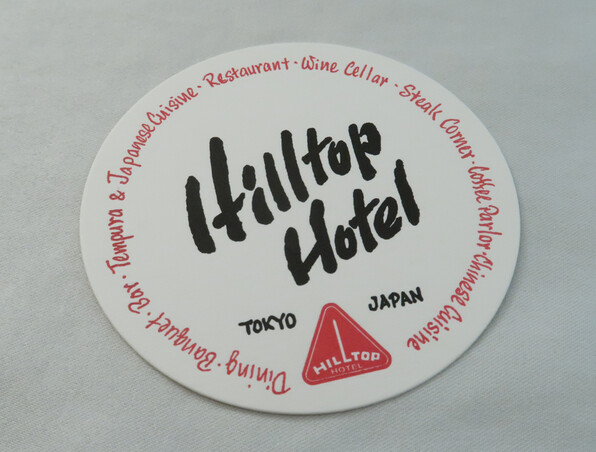 Dining · Banquet · Bar · Tempura & Japanese Cuisine · Restaurant · Wine Cellar · Steak Corner · Coffee Parlor · Chinese Cuisine
Hilltop
Hotel
TOKYO JAPAN
HILLTOP
HOTEL